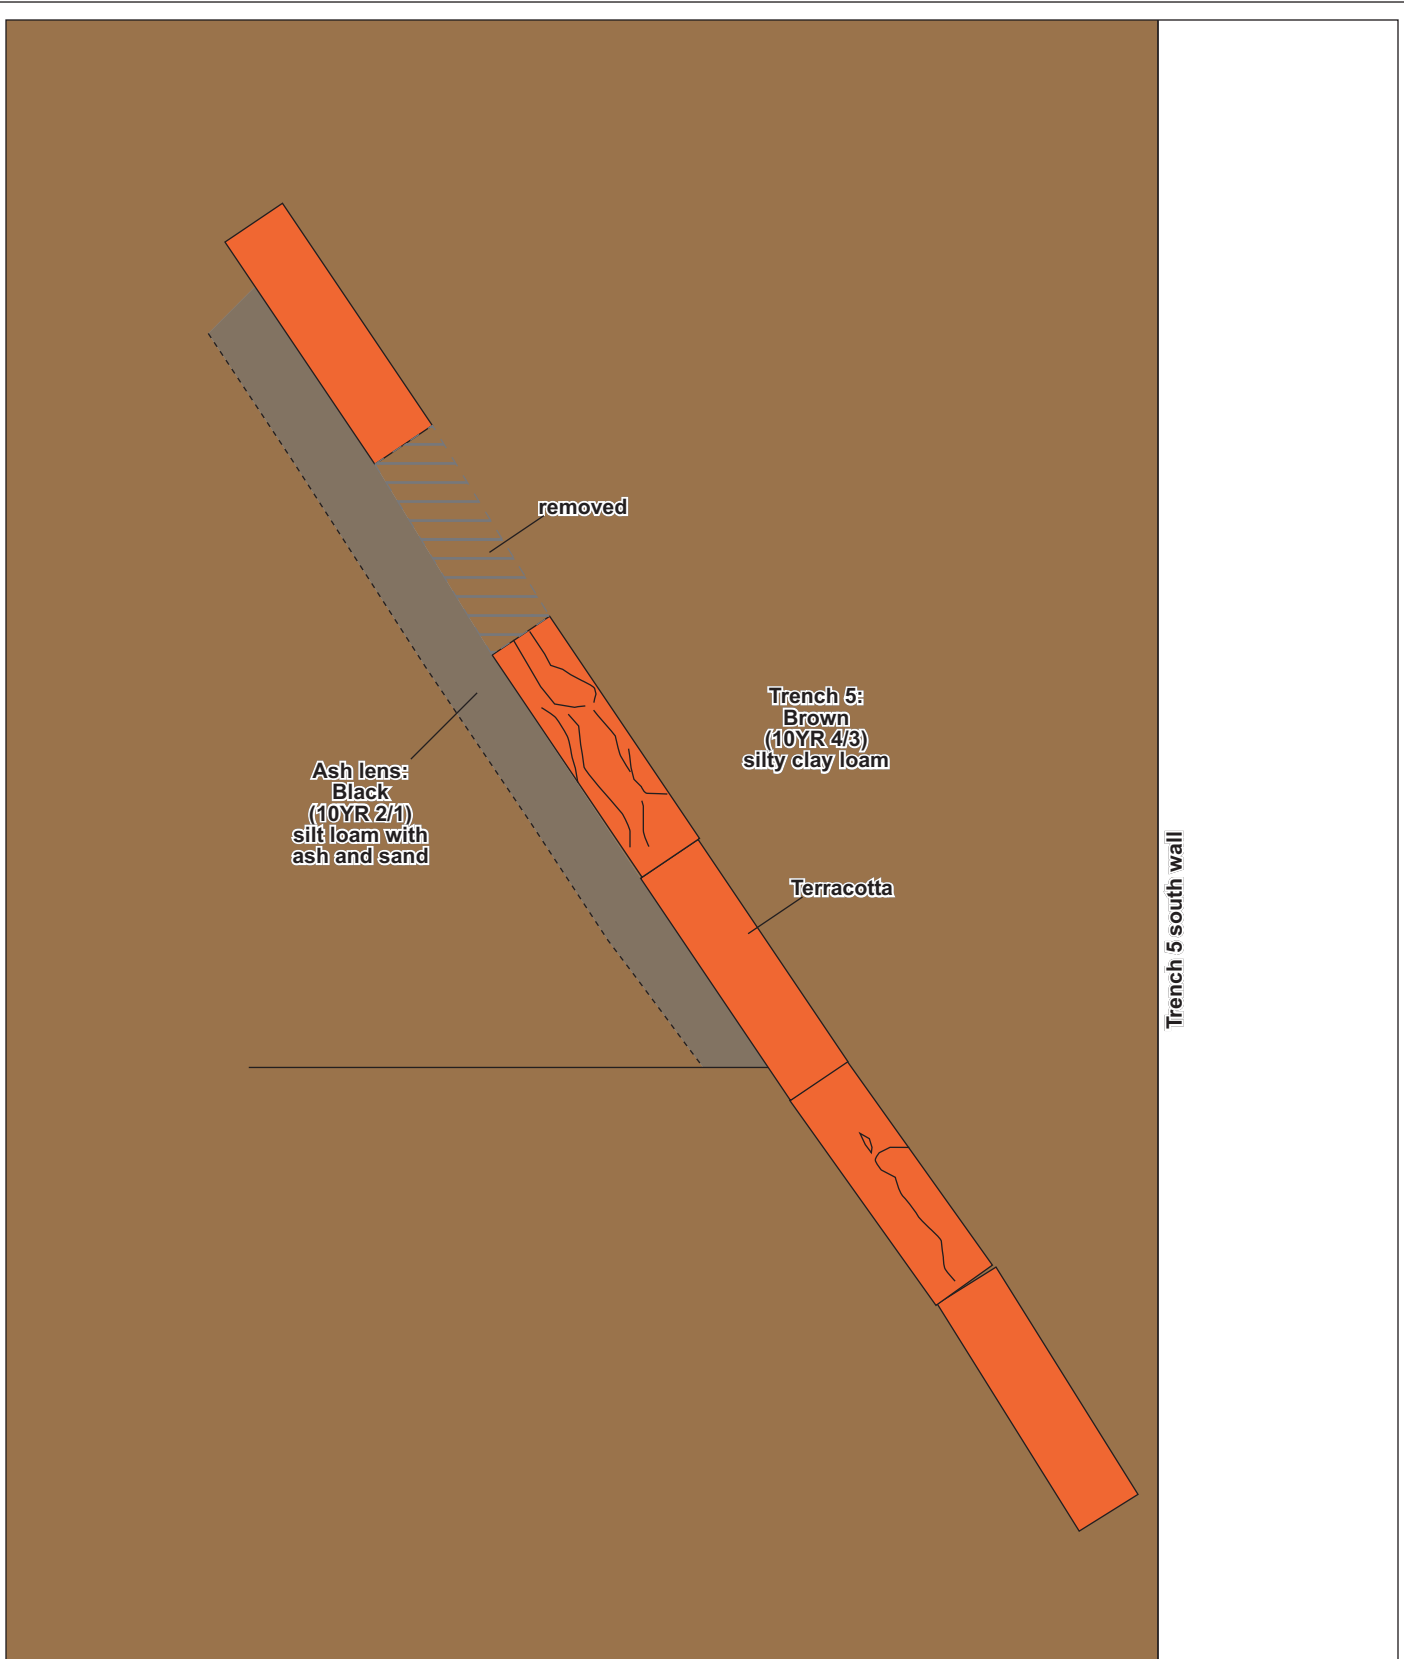 removed
Trench 5:
Brown
(10YR 4/3)
silty clay loam
Ash lens:
Black
(10YR 2/1)
silt loam with
ash and sand
Terracotta
Trench 5 south wall